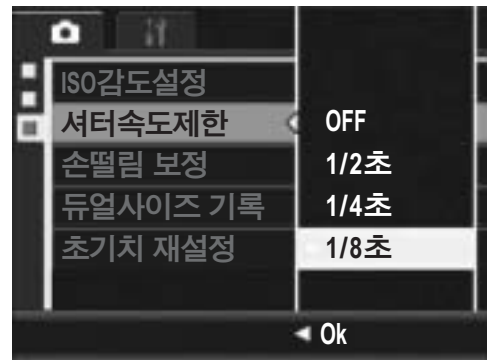 ISO감도설정
셔터속도제한
손떨림 보정
듀얼사이즈 기록
초기치 재설정
OFF
1/2초
1/4초
1/8초
Ok